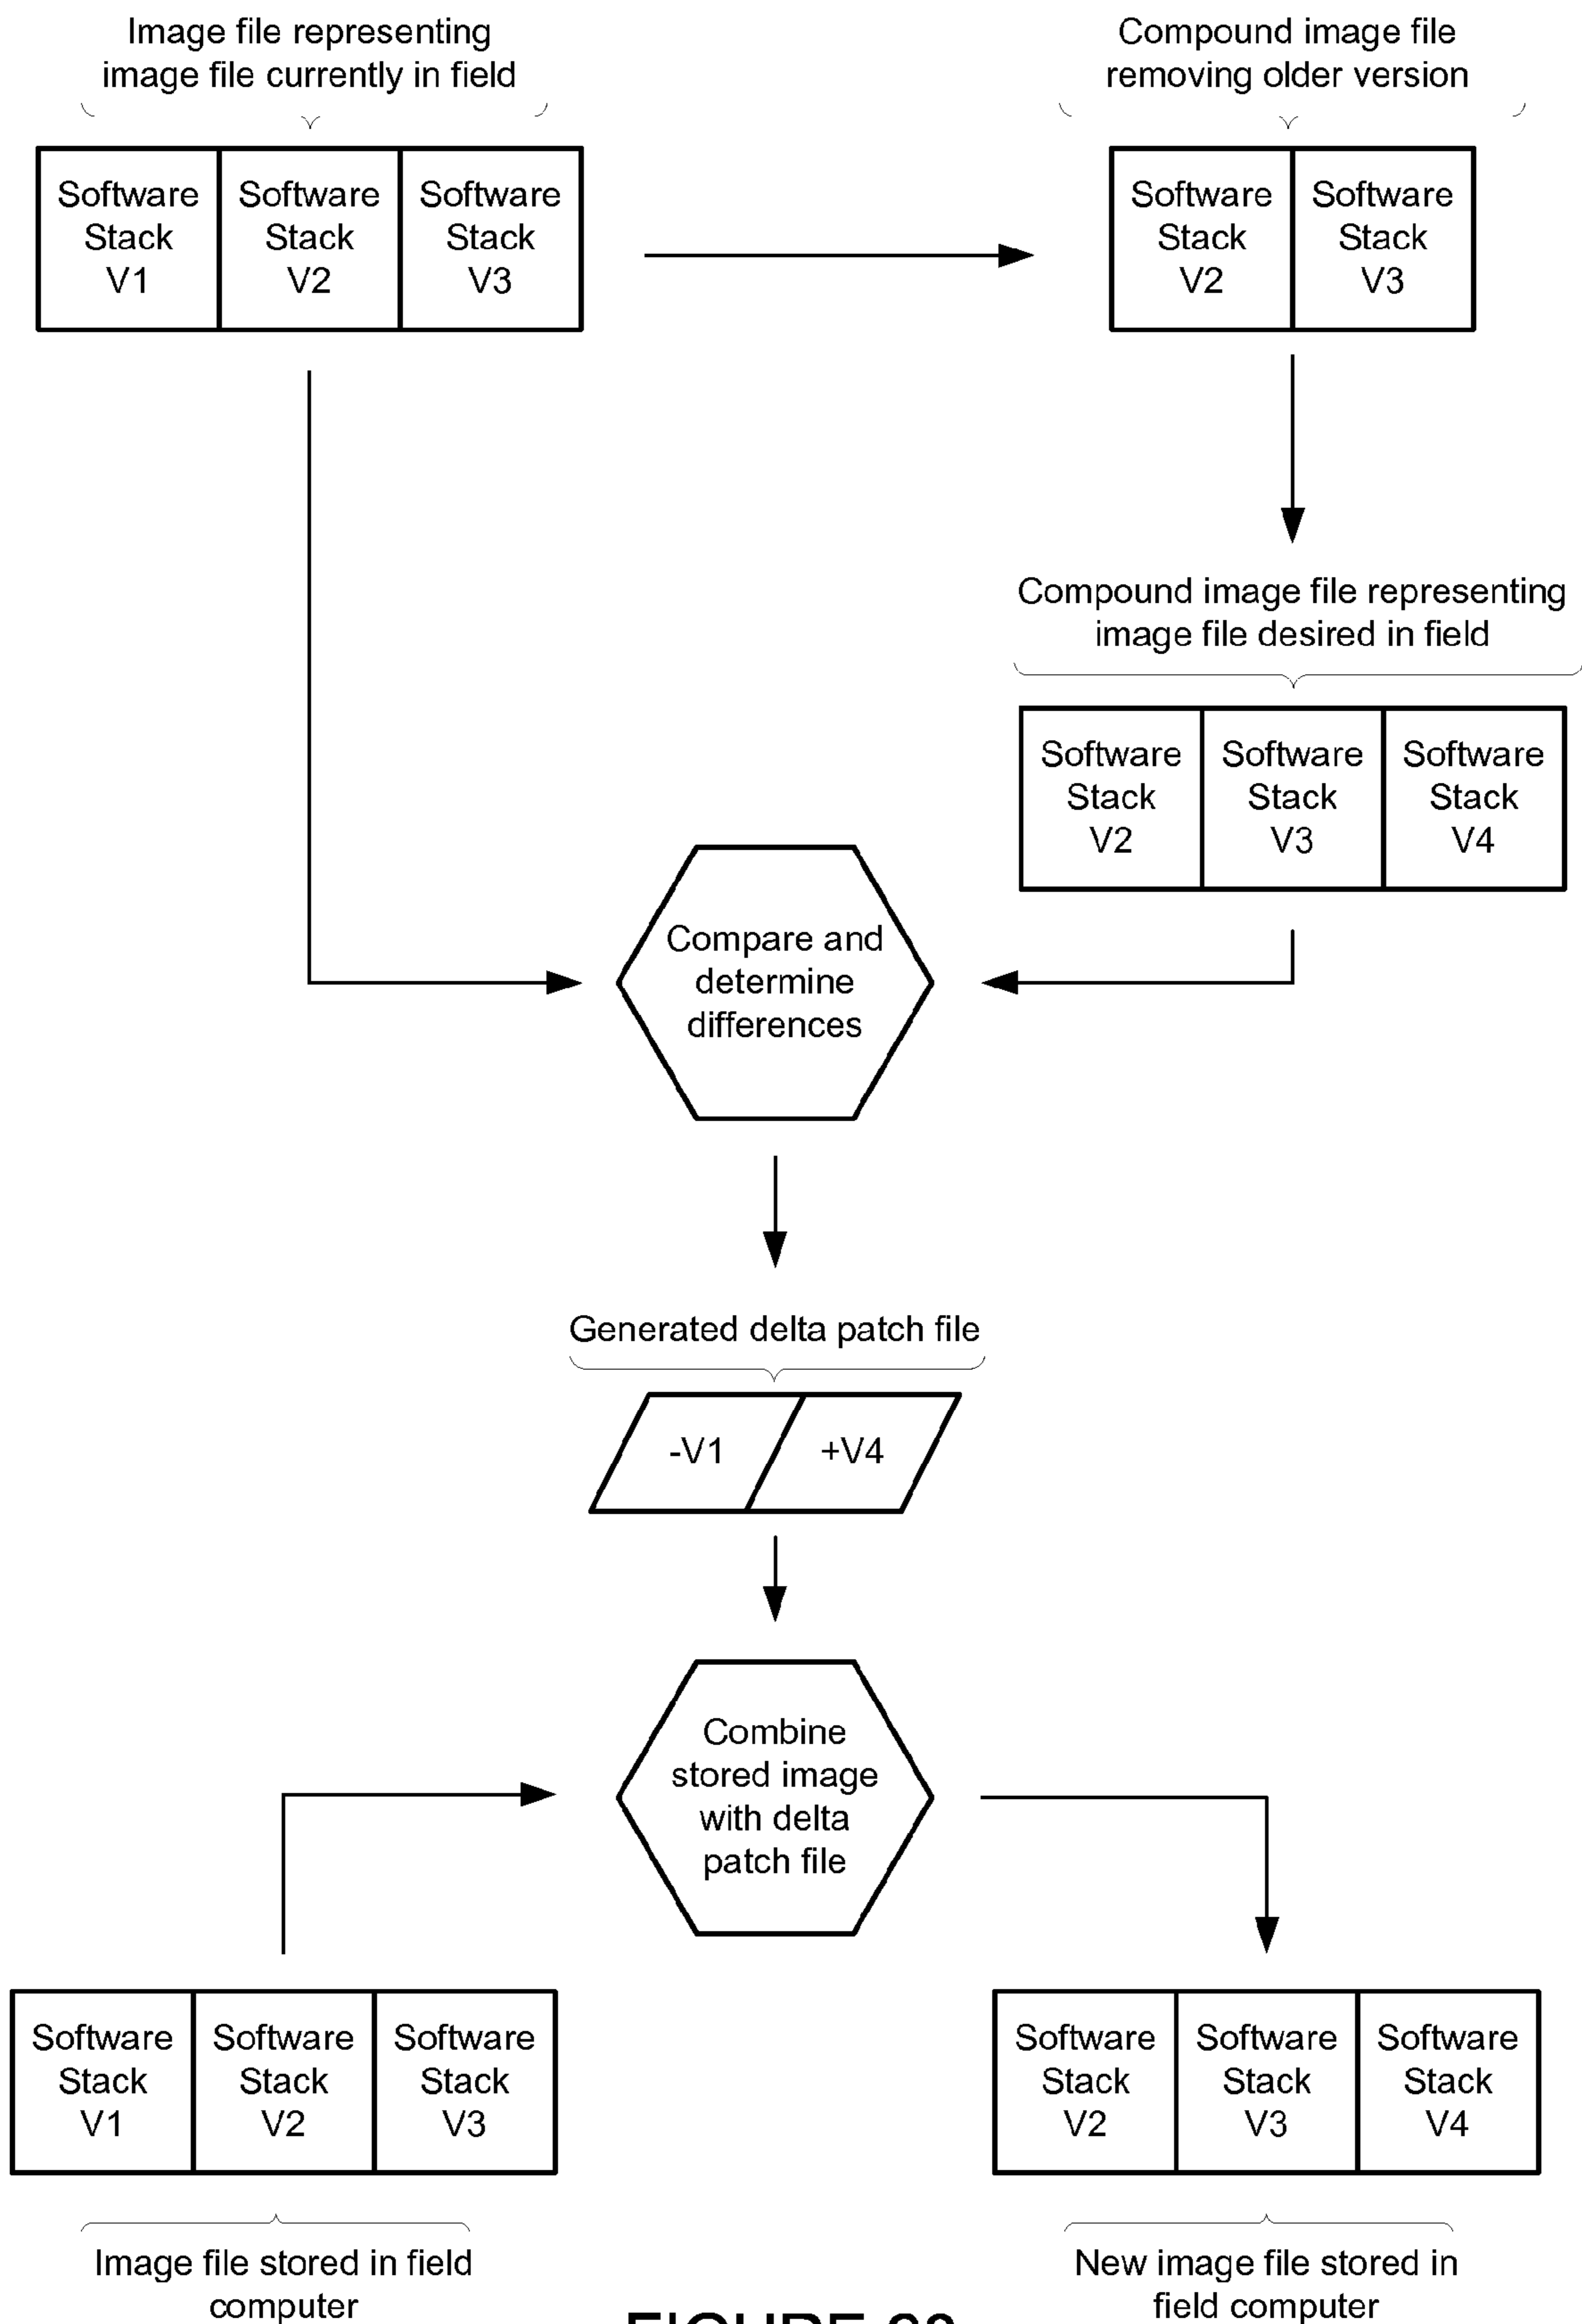 Image file representing
image file currently in field
Compound image file
removing older version
Software
Stack
V1
Software
Stack
V2
Software
Stack
V3
Software
Stack
V2
Software
Stack
V3
Compound image file representing
image file desired in field
Software
Stack
V2
Software
Stack
V3
Software
Stack
V4
Compare and
determine
differences
Generated delta patch file
-V1
+V4
Combine
stored image
with delta
patch file
Software
Stack
V1
Software
Stack
V2
Software
Stack
V3
Software
Stack
V2
Software
Stack
V3
Software
Stack
V4
Image file stored in field
computer
New image file stored in
field computer
FIGURE